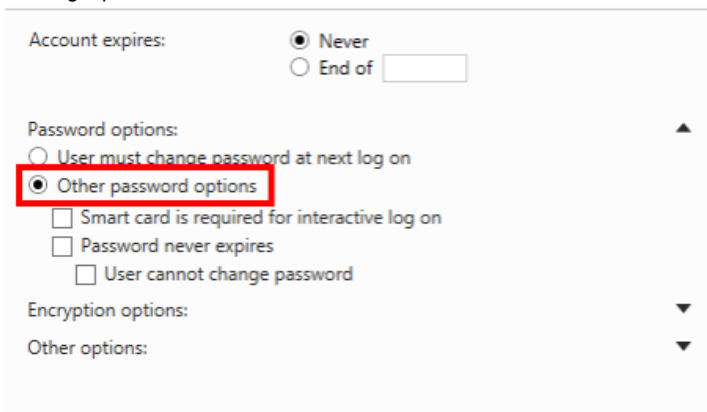 Account expires:
Never
End of
Password options:
User must change password at next log on
Other password options
Smart card is required for interactive log on
Password never expires
User cannot change password
Encryption options:
Other options: